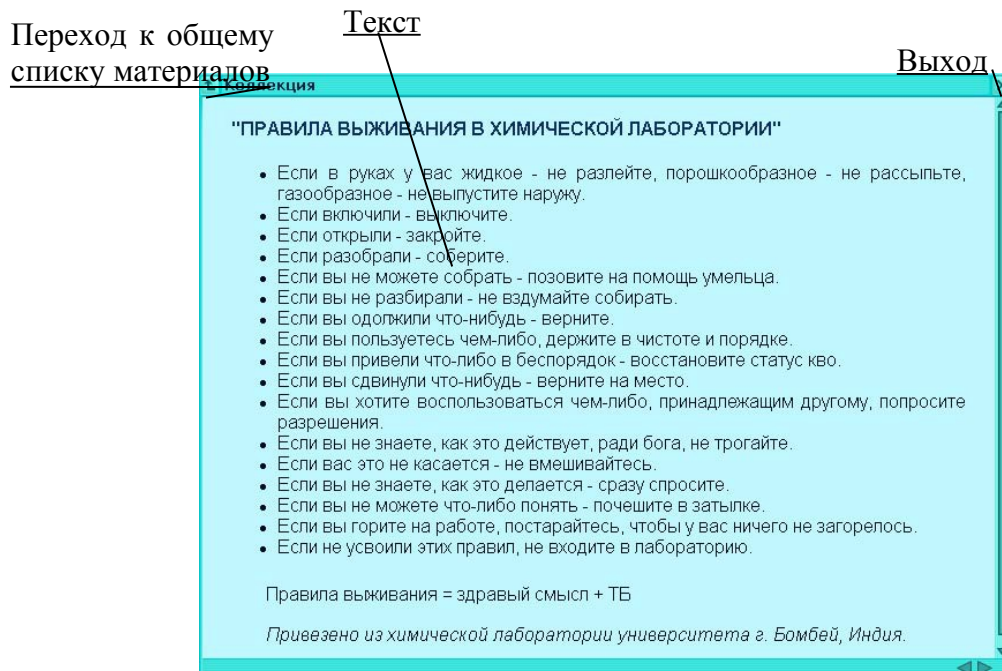 Переход к общему
списку материалов
Текст
Выход
Коллекция
"ПРАВИЛА ВЫЖИВАНИЯ В ХИМИЧЕСКОЙ ЛАБОРАТОРИИ"
• Если в руках у вас жидкое - не разлейте, порошкообразное - не рассыпьте,
газообразное - не выпустите наружу.
• Если включили - выключите.
• Если открыли - закройте.
• Если разобрали - соберите.
• Если вы не можете собрать - позовите на помощь умельца.
• Если вы не разбирали - не вздумайте собирать.
• Если вы одолжили что-нибудь - верните.
• Если вы пользуетесь чем-либо, держите в чистоте и порядке.
• Если вы привели что-либо в беспорядок - восстановите статус кво.
• Если вы сдвинули что-нибудь - верните на место.
• Если вы хотите воспользоваться чем-либо, принадлежащим другому, попросите
разрешения.
• Если вы не знаете, как это действует, ради бога, не трогайте.
• Если вас это не касается - не вмешивайтесь.
• Если вы не знаете, как это делается - сразу спросите.
• Если вы не можете что-либо понять - почешите в затылке.
• Если вы горите на работе, постарайтесь, чтобы у вас ничего не загорелось.
• Если не усвоили этих правил, не входите в лабораторию.
Правила выживания = здравый смысл + ТБ
Привезено из химической лаборатории университета г. Бомбей, Индия.